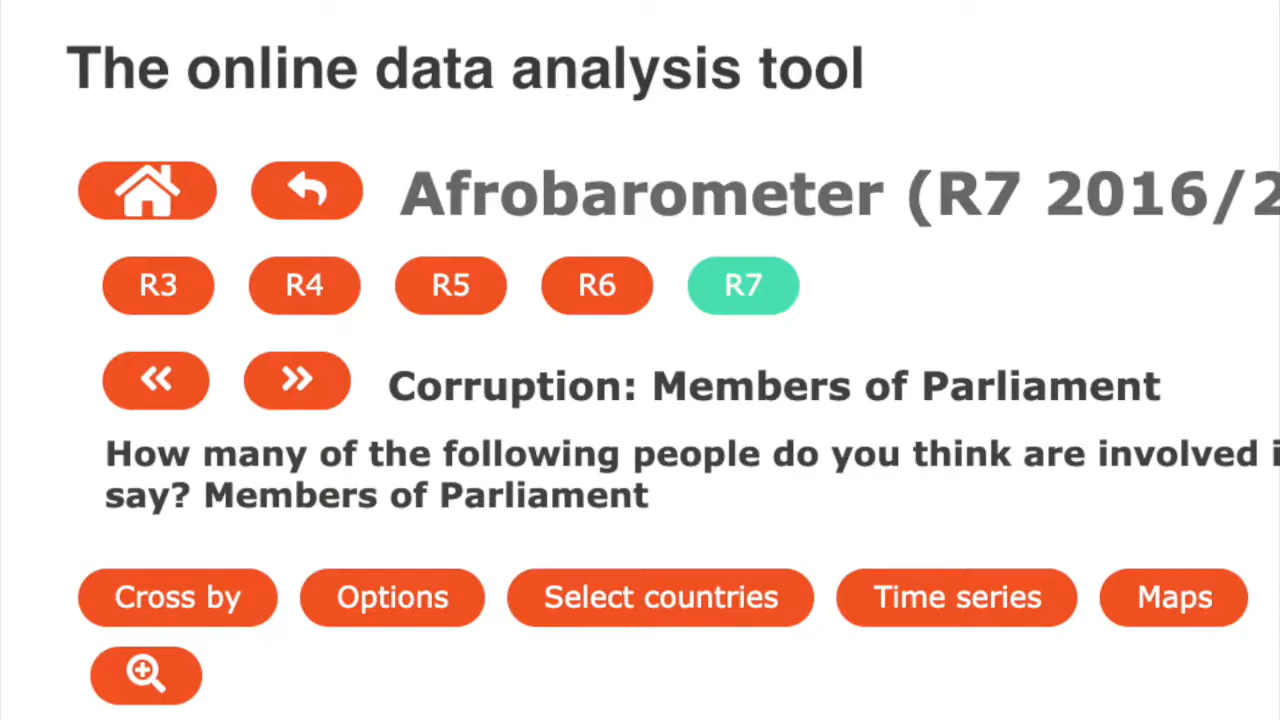 The online data analysis tool
Afrobarometer (R7 2016/2
R3 R4 R5 R6 R7
Corruption: Members of Parliament
How many of the following people do you think are involved i
say? Members of Parliament
Cross by Options Select countries Time series Maps